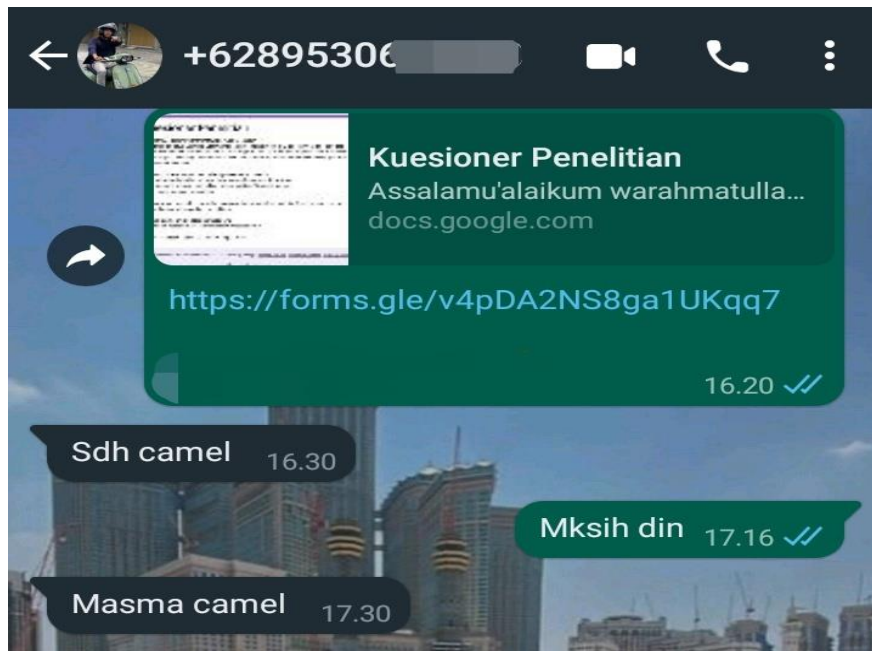 +62895306
Kuesioner Penelitian
Assalamu'alaikum warahmatulla...
docs.google.com
https://forms.gle/v4pDA2NS8ga1UKqq7
16.20
Sdh camel 16.30
Mksih din 17.16
Masma camel 17.30